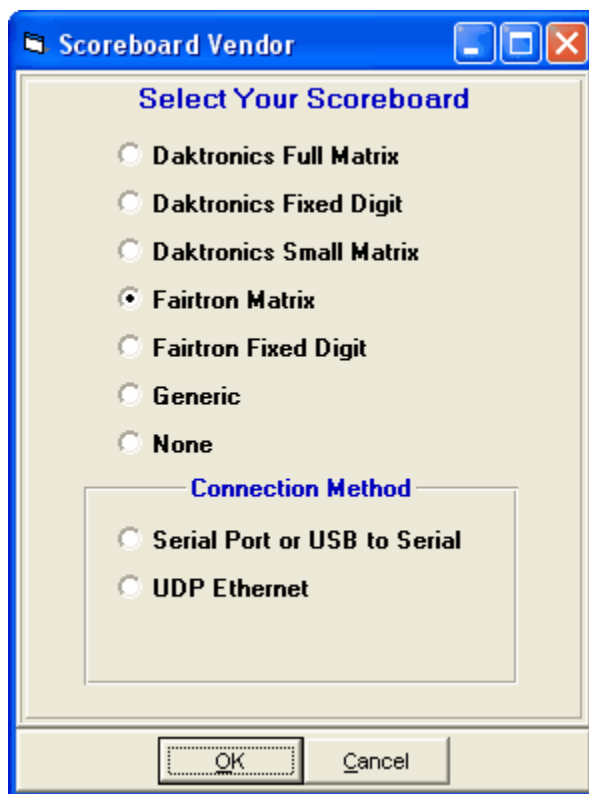 Scoreboard Vendor
Select Your Scoreboard
Daktronics Full Matrix
Daktronics Fixed Digit
Daktronics Small Matrix
Fairtron Matrix
Fairtron Fixed Digit
Generic
None
Connection Method
Serial Port or USB to Serial
UDP Ethernet
OK Cancel